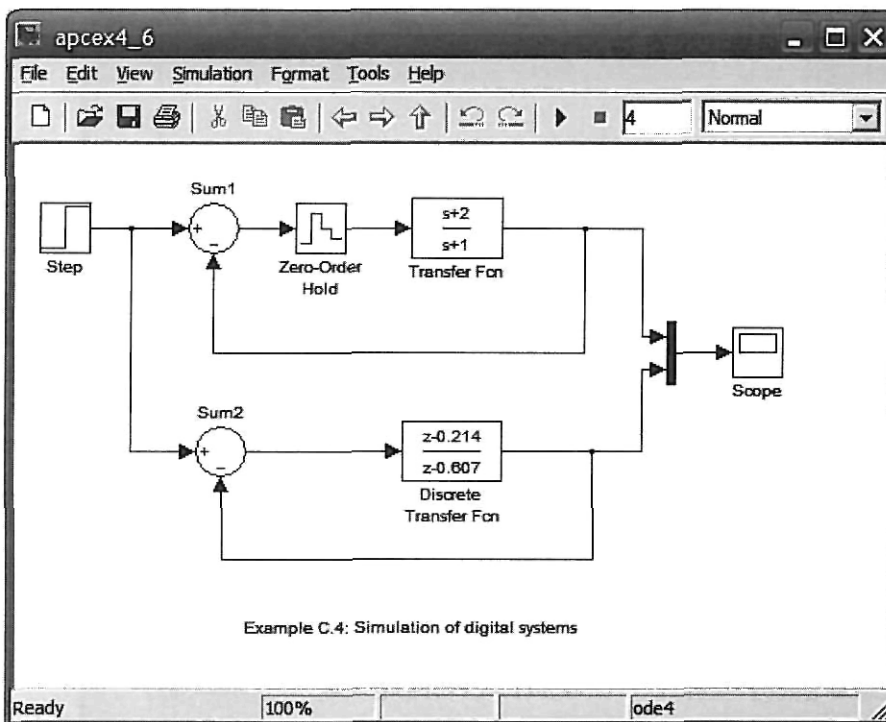 apcex4_6
File Edit View Simulation Format Tools Help
4 Normal
Sum1
+
−
Step
Zero-Order
Hold
s+2
s+1
Transfer Fcn
Scope
Sum2
+
−
z-0.214
z-0.607
Discrete
Transfer Fcn
Example C.4: Simulation of digital systems
Ready 100% ode4